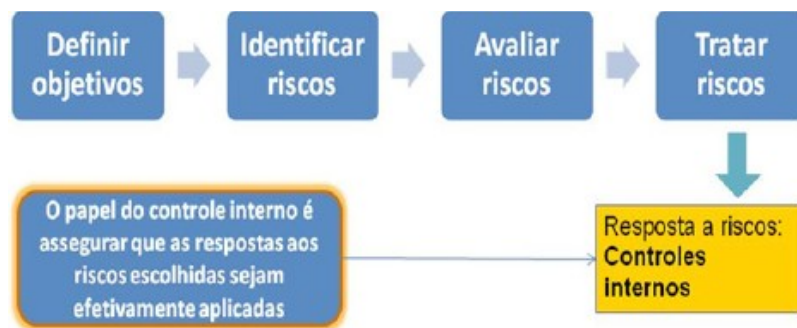 Definir
objetivos
Identificar
riscos
Avaliar
riscos
Tratar
riscos
O papel do controle interno é
assegurar que as respostas aos
riscos escolhidas sejam
efetivamente aplicadas
Resposta a riscos:
Controles
internos